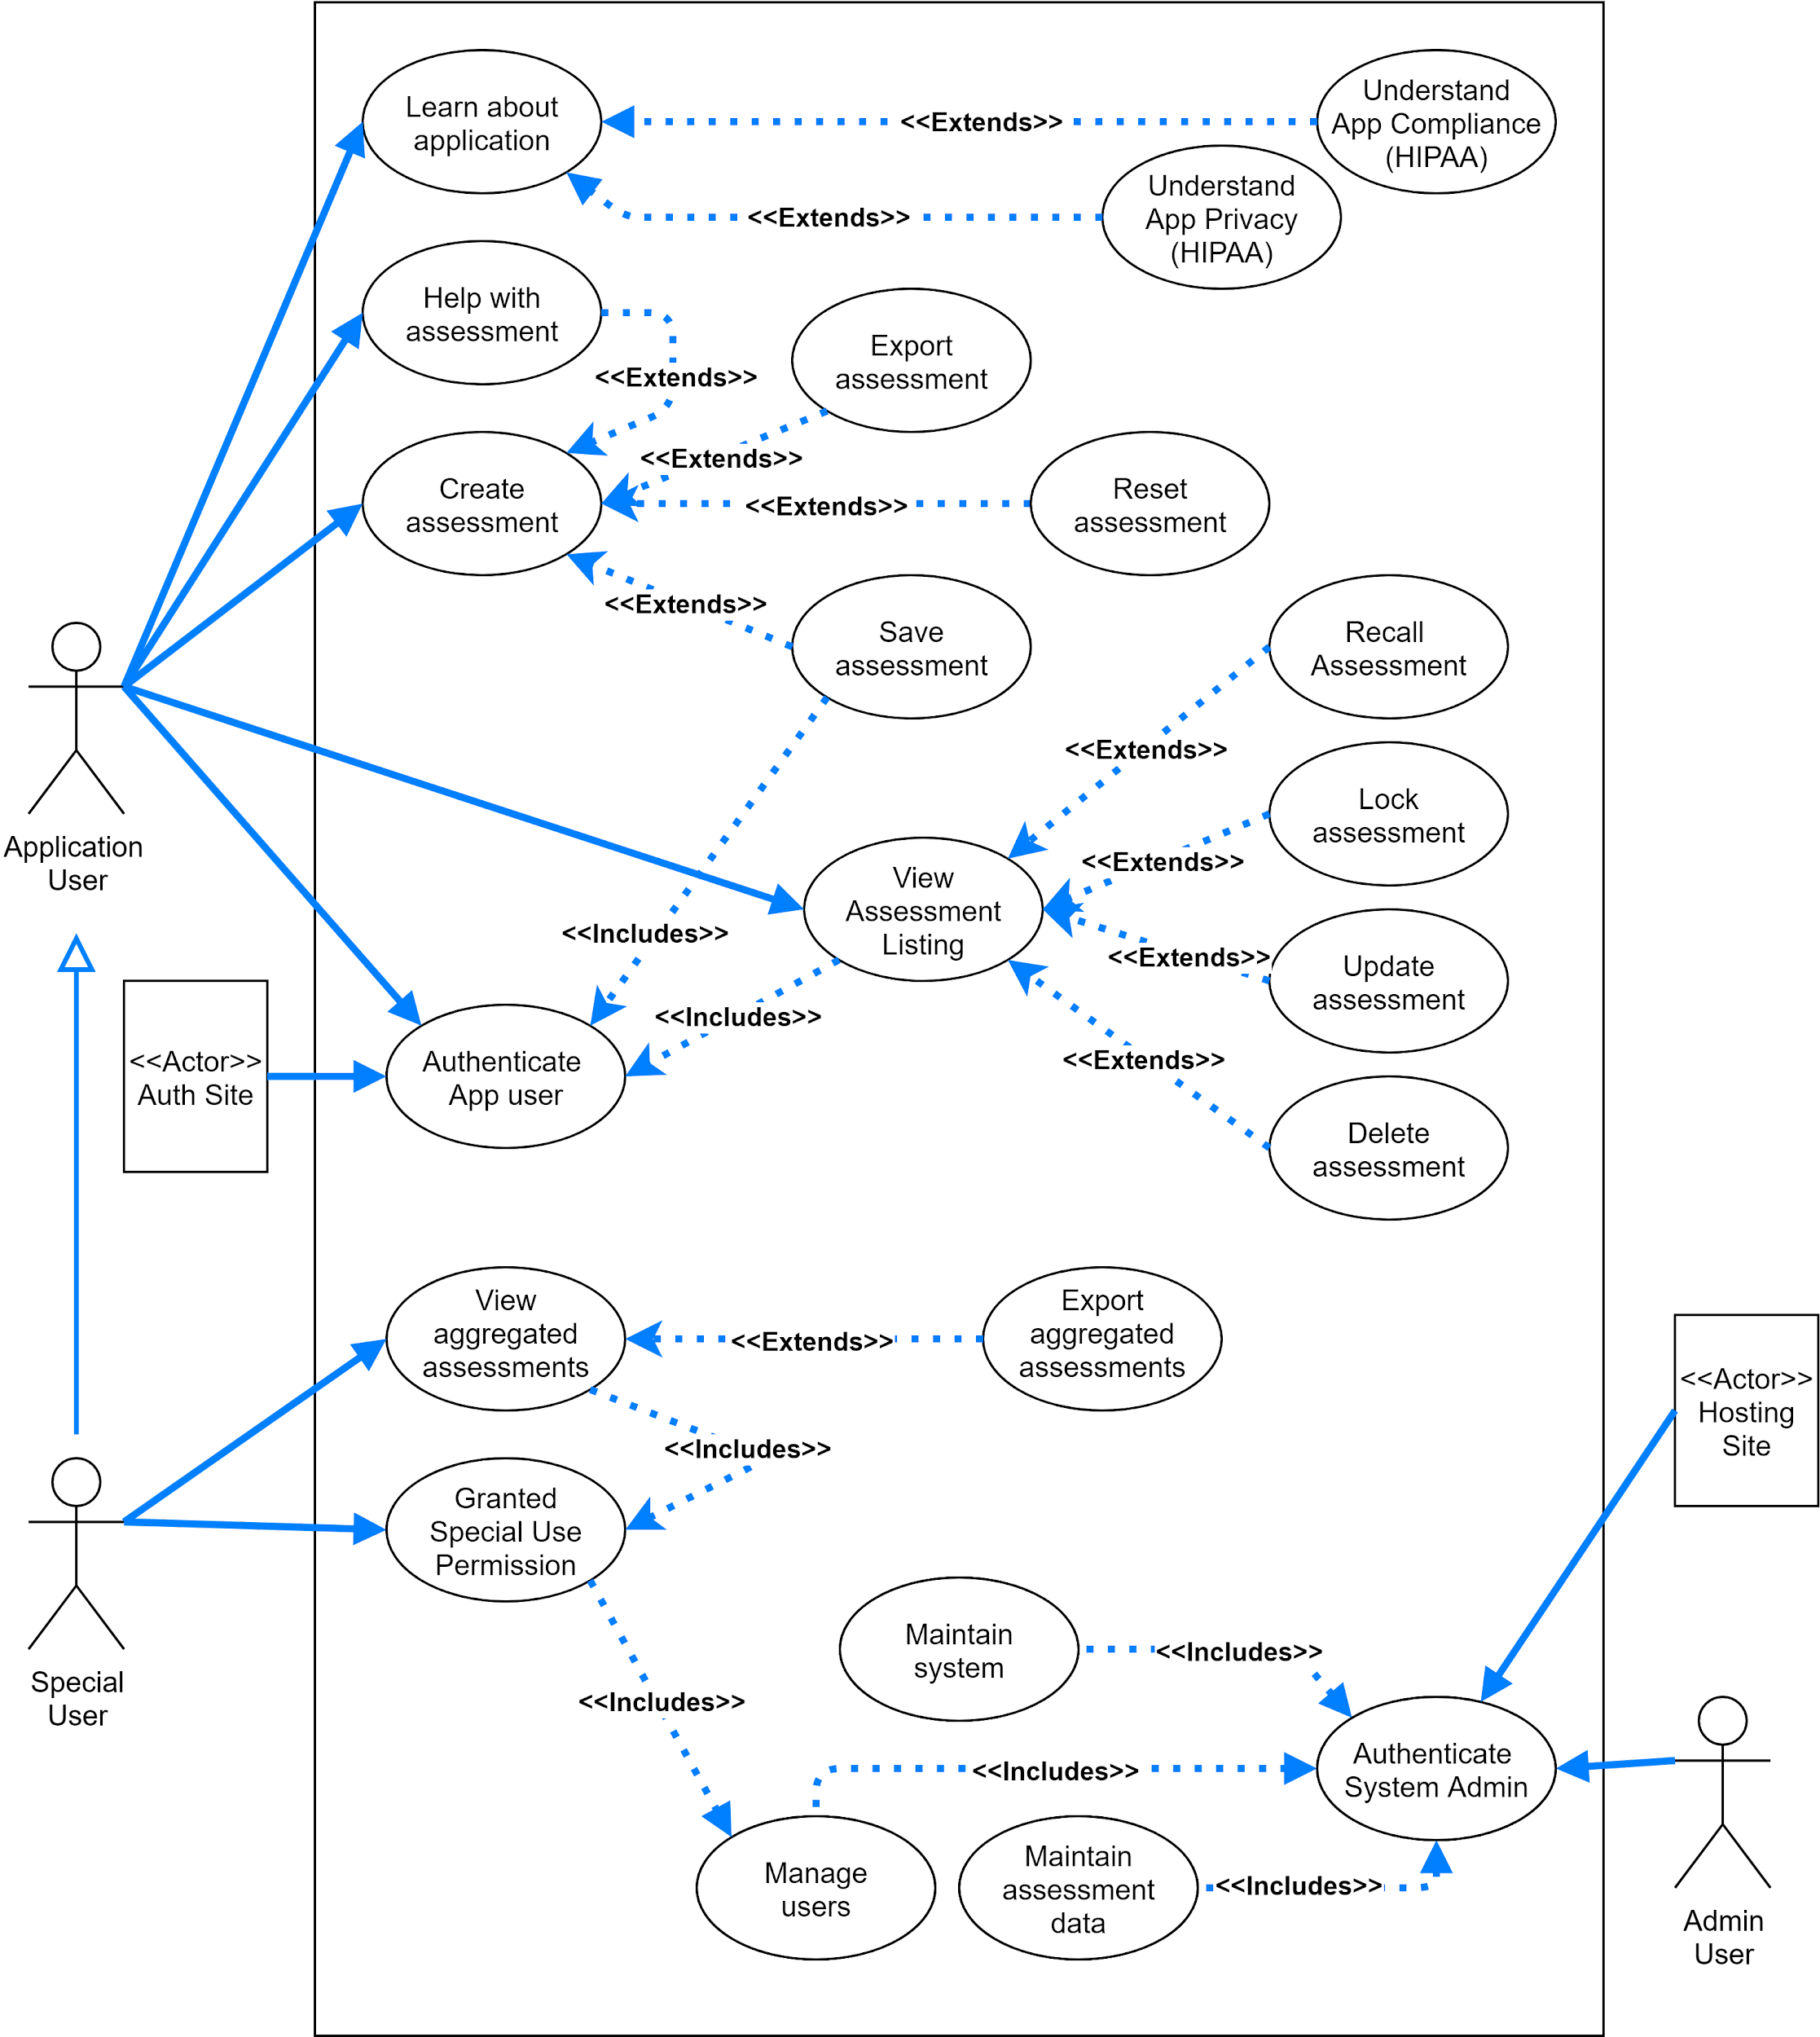 Learn about
application
<<Extends>>
Understand
App Compliance
(HIPAA)
<<Extends>>
Understand
App Privacy
(HIPAA)
Help with
assessment
<<Extends>>
Export
assessment
<<Extends>>
Create
assessment
<<Extends>>
Reset
assessment
<<Extends>>
Save
assessment
Recall
Assessment
<<Extends>>
Lock
assessment
<<Extends>>
Application
User
View
Assessment
Listing
<<Includes>>
<<Extends>>
Update
assessment
<<Includes>>
<<Actor>>
Auth Site
Authenticate
App user
<<Extends>>
Delete
assessment
View
aggregated
assessments
<<Extends>>
Export
aggregated
assessments
<<Actor>>
Hosting
Site
<<Includes>>
Granted
Special Use
Permission
Special
User
Maintain
system
<<Includes>>
<<Includes>>
<<Includes>>
Authenticate
System Admin
Manage
users
Maintain
assessment
data
<<Includes>>
Admin
User